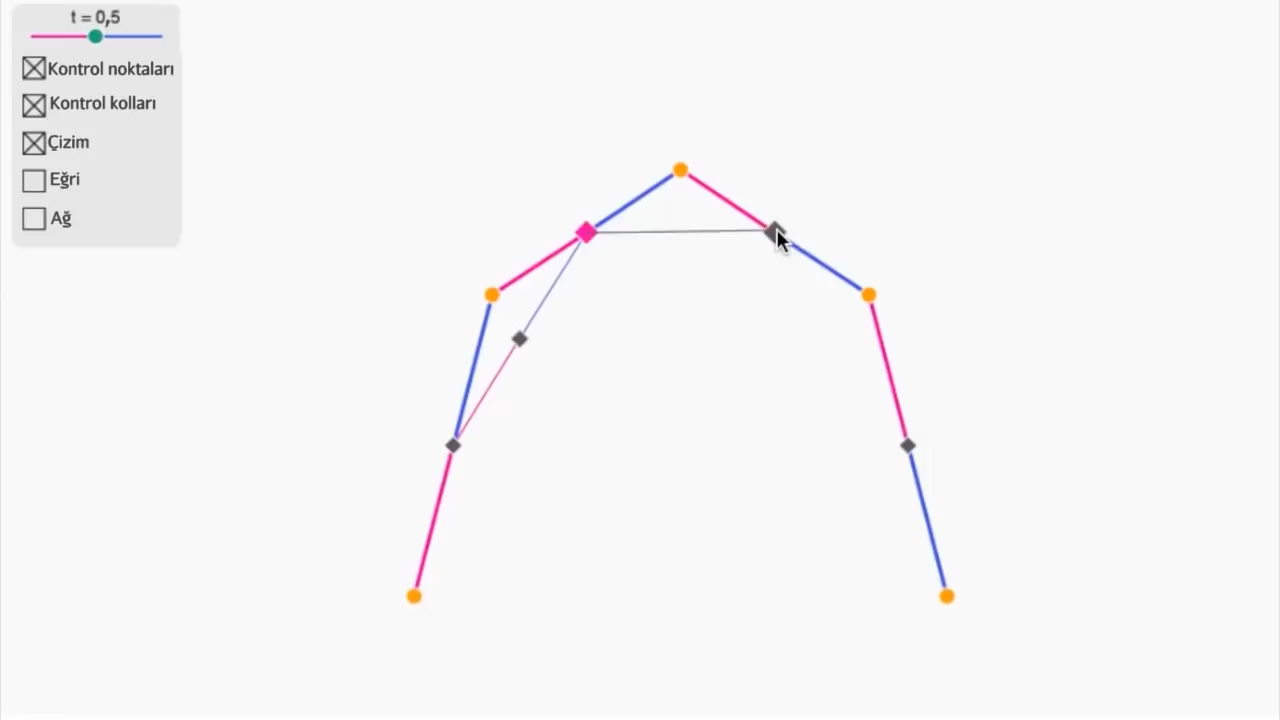 t = 0,5
Kontrol noktaları
Kontrol kolları
Çizim
Eğri
Ağ